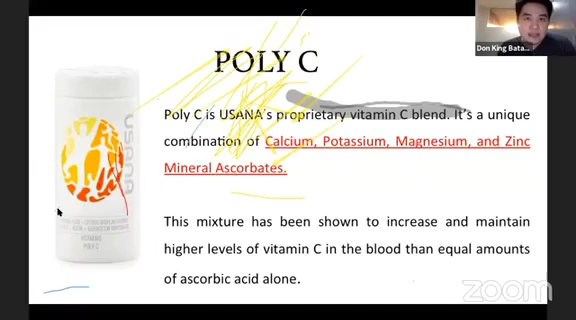 Don King Bata...
POLY C
Poly C is USANA's proprietary vitamin C blend. It's a unique
combination of Calcium, Potassium, Magnesium, and Zinc
Mineral Ascorbates.
USANA
VITAMINS
POLY C
This mixture has been shown to increase and maintain
higher levels of vitamin C in the blood than equal amounts
of ascorbic acid alone.
zoom